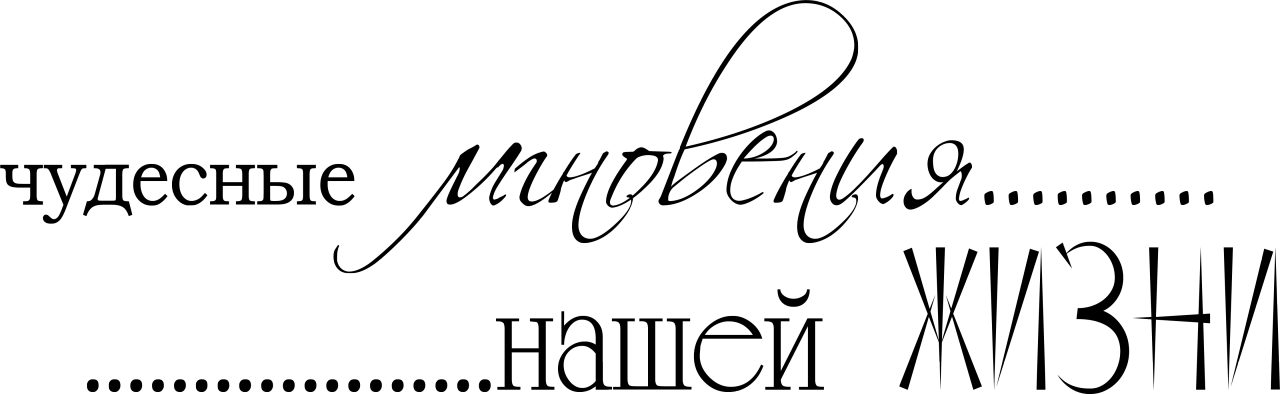 чудесные мгновения..........
...................нашей ЖИЗНИ